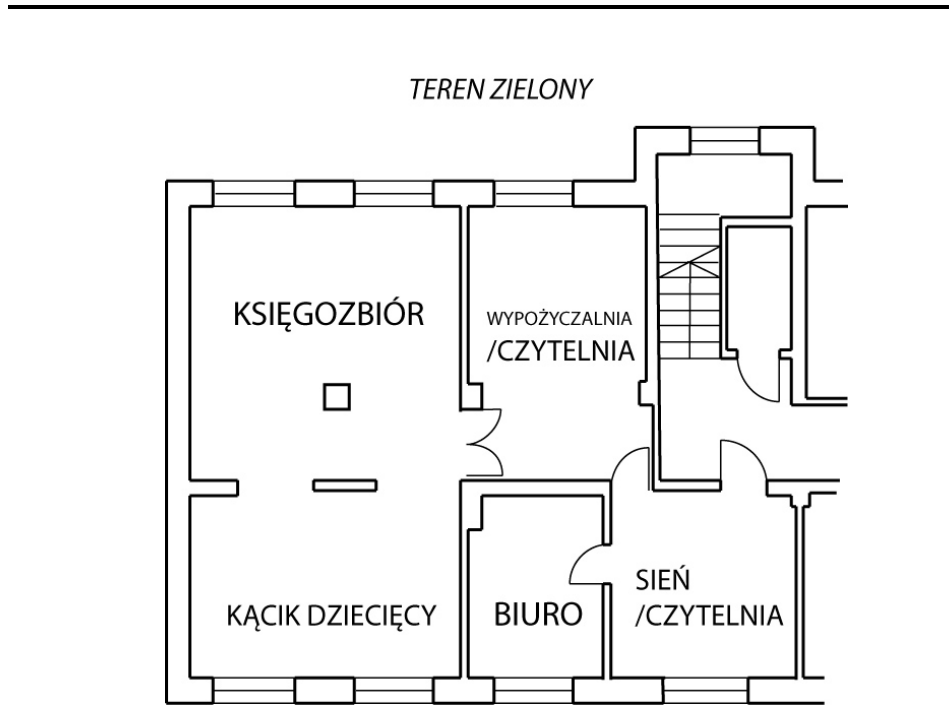 TEREN ZIELONY
KSIĘGOZBIÓR
WYPOŻYCZALNIA
/CZYTELNIA
KĄCIK DZIECIĘCY
BIURO
SIEŃ
/CZYTELNIA